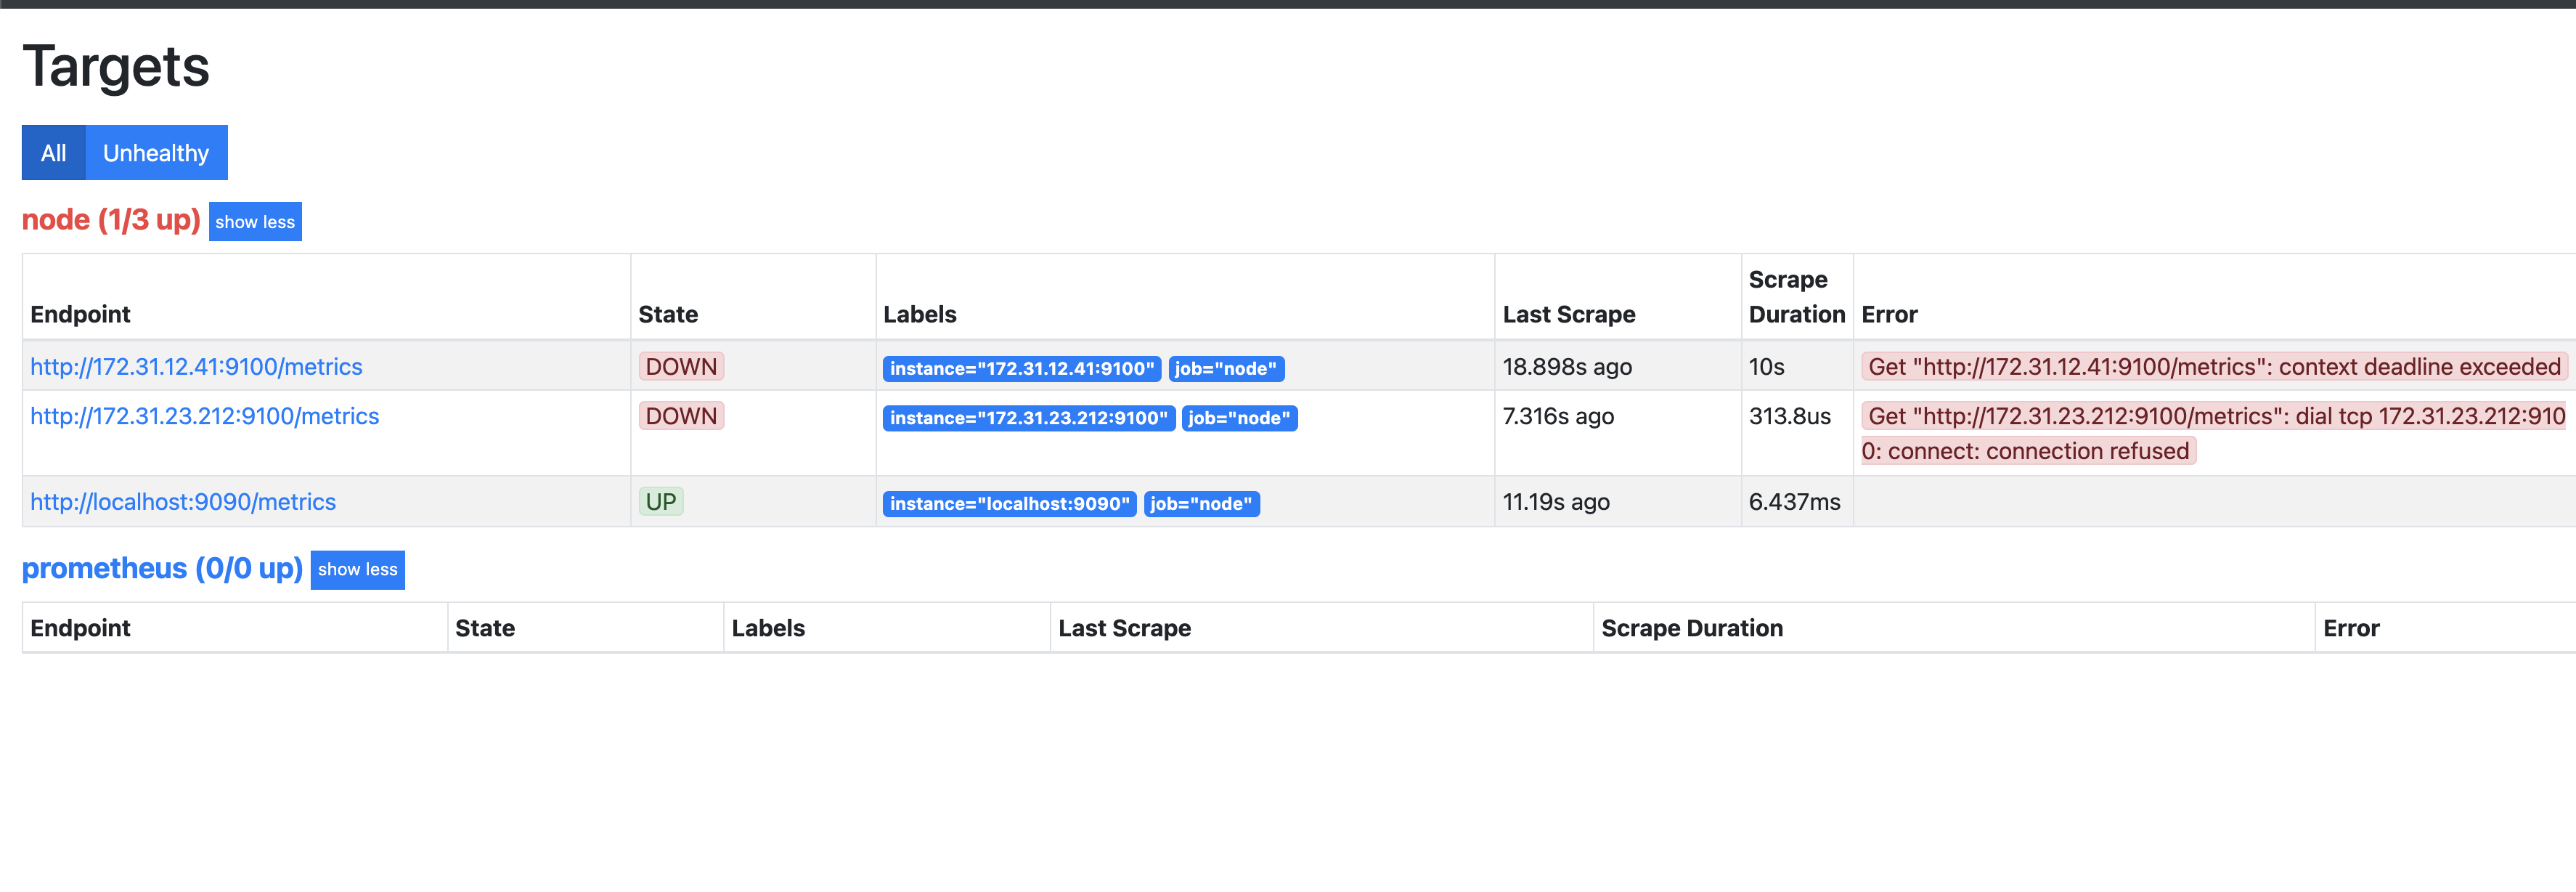 Targets
All Unhealthy
node (1/3 up) show less
Endpoint State Labels Last Scrape Scrape Duration Error
http://172.31.12.41:9100/metrics DOWN instance="172.31.12.41:9100" job="node" 18.898s ago 10s Get "http://172.31.12.41:9100/metrics": context deadline exceeded
http://172.31.23.212:9100/metrics DOWN instance="172.31.23.212:9100" job="node" 7.316s ago 313.8us Get "http://172.31.23.212:9100/metrics": dial tcp 172.31.23.212:910
0: connect: connection refused
http://localhost:9090/metrics UP instance="localhost:9090" job="node" 11.19s ago 6.437ms
prometheus (0/0 up) show less
Endpoint State Labels Last Scrape Scrape Duration Error